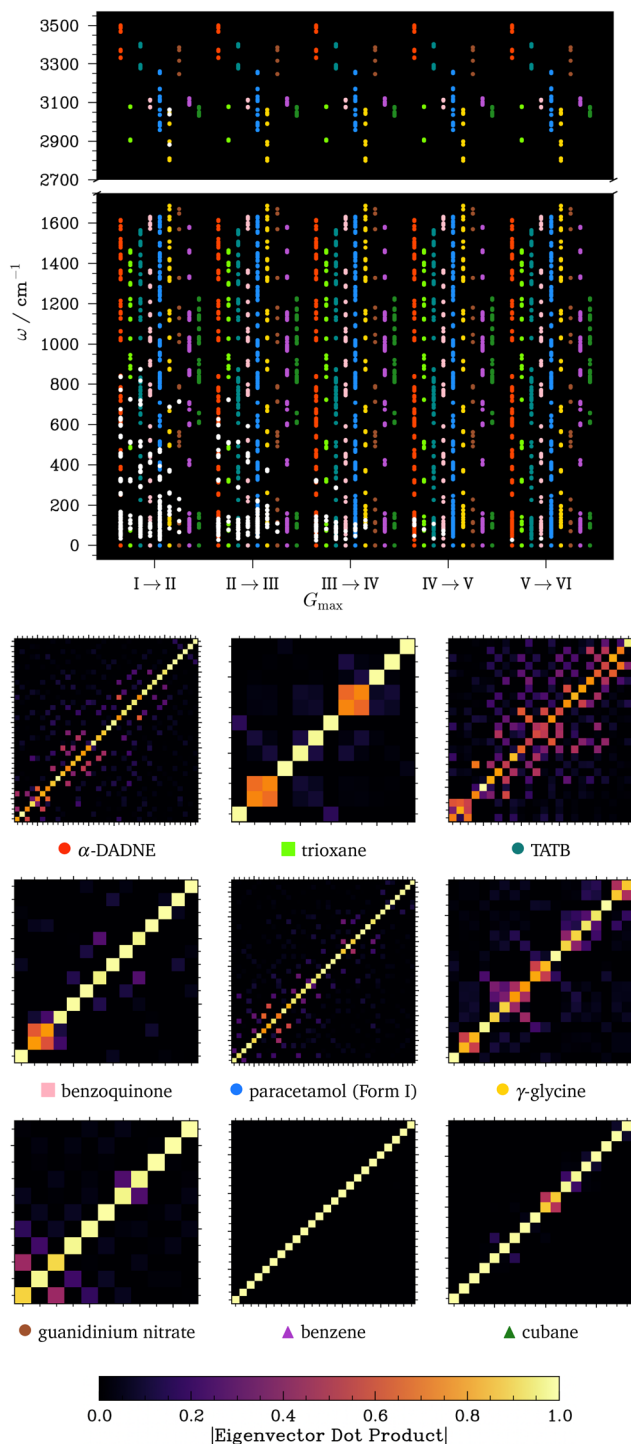 3500
3300
3100
2900
2700
1600
1400
1200
1000
800
600
400
200
0
ω / cm⁻¹
I → II
II → III
III → IV
IV → V
V → VI
G_max
α-DADNE
trioxane
TATB
benzoquinone
paracetamol (Form I)
γ-glycine
guanidinium nitrate
benzene
cubane
0.0 0.2 0.4 0.6 0.8 1.0
|Eigenvector Dot Product|